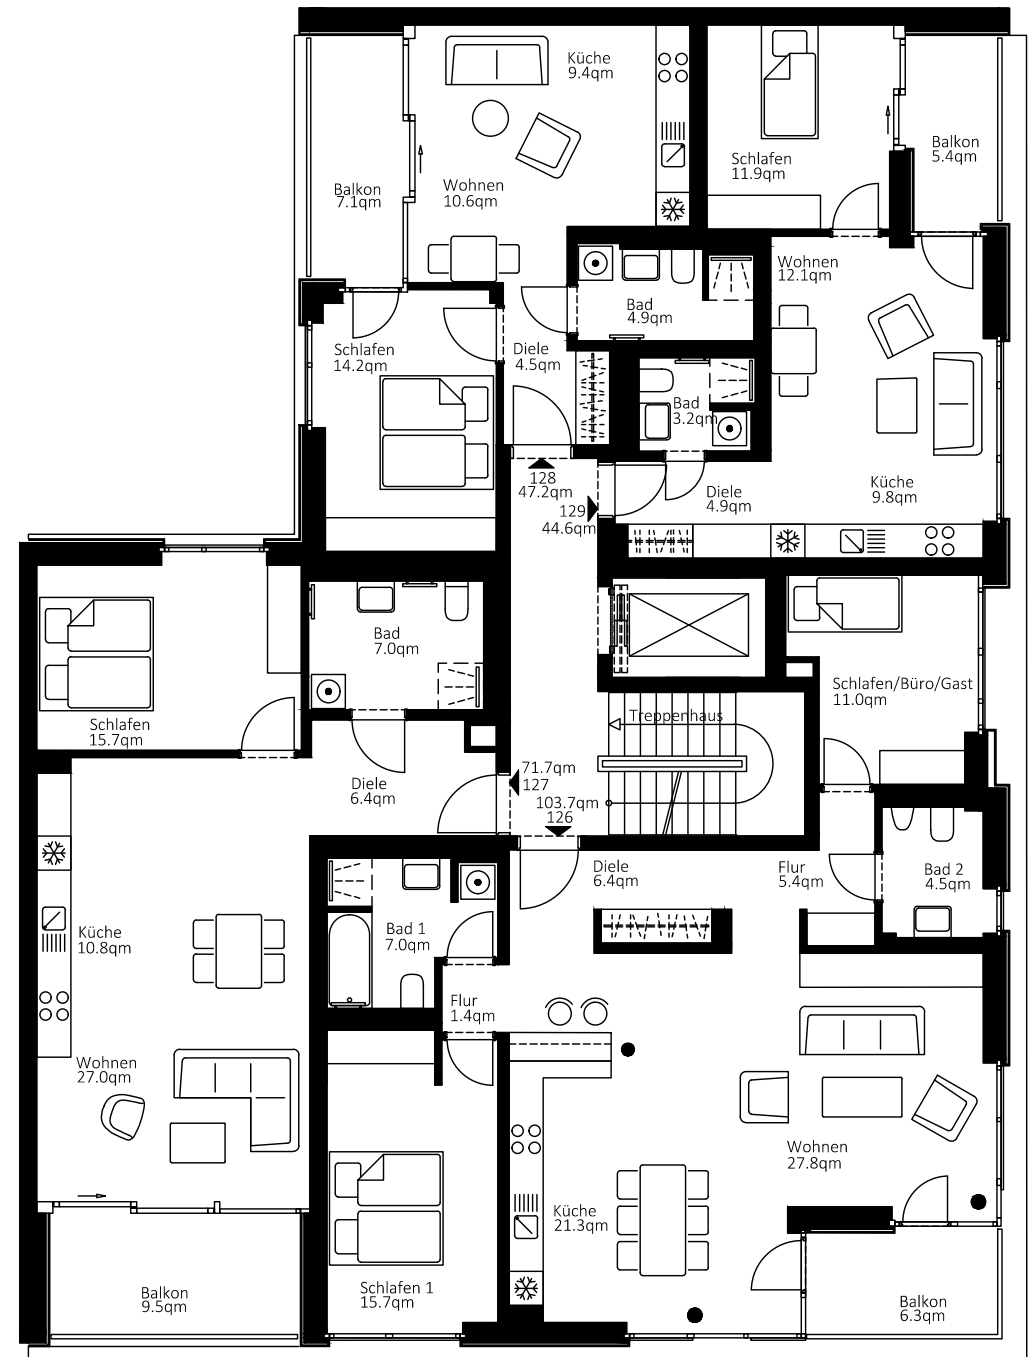 Küche
9.4qm
Balkon
7.1qm
Wohnen
10.6qm
Schlafen
11.9qm
Balkon
5.4qm
Wohnen
12.1qm
Bad
4.9qm
Schlafen
14.2qm
Diele
4.5qm
Bad
3.2qm
128
47.2qm
129
44.6qm
Diele
4.9qm
Küche
9.8qm
Bad
7.0qm
Schlafen
15.7qm
Schlafen/Büro/Gast
11.0qm
Treppenhaus
Diele
6.4qm
71.7qm
127
103.7qm
126
Diele
6.4qm
Flur
5.4qm
Bad 2
4.5qm
Küche
10.8qm
Bad 1
7.0qm
Flur
1.4qm
Wohnen
27.0qm
Wohnen
27.8qm
Küche
21.3qm
Balkon
9.5qm
Schlafen 1
15.7qm
Balkon
6.3qm